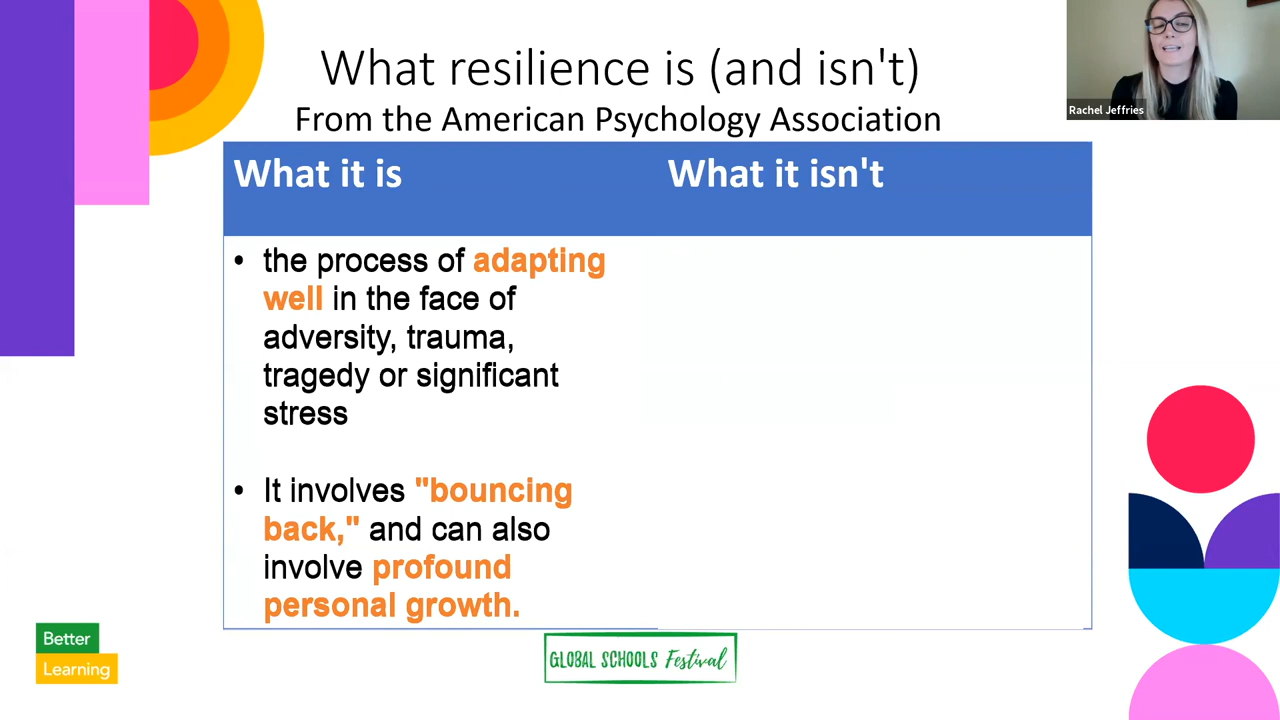 What resilience is (and isn't)
From the American Psychology Association
Rachel Jeffries
What it is
What it isn't
• the process of adapting
well in the face of
adversity, trauma,
tragedy or significant
stress
• It involves "bouncing
back," and can also
involve profound
personal growth.
Better
Learning
GLOBAL SCHOOLS Festival